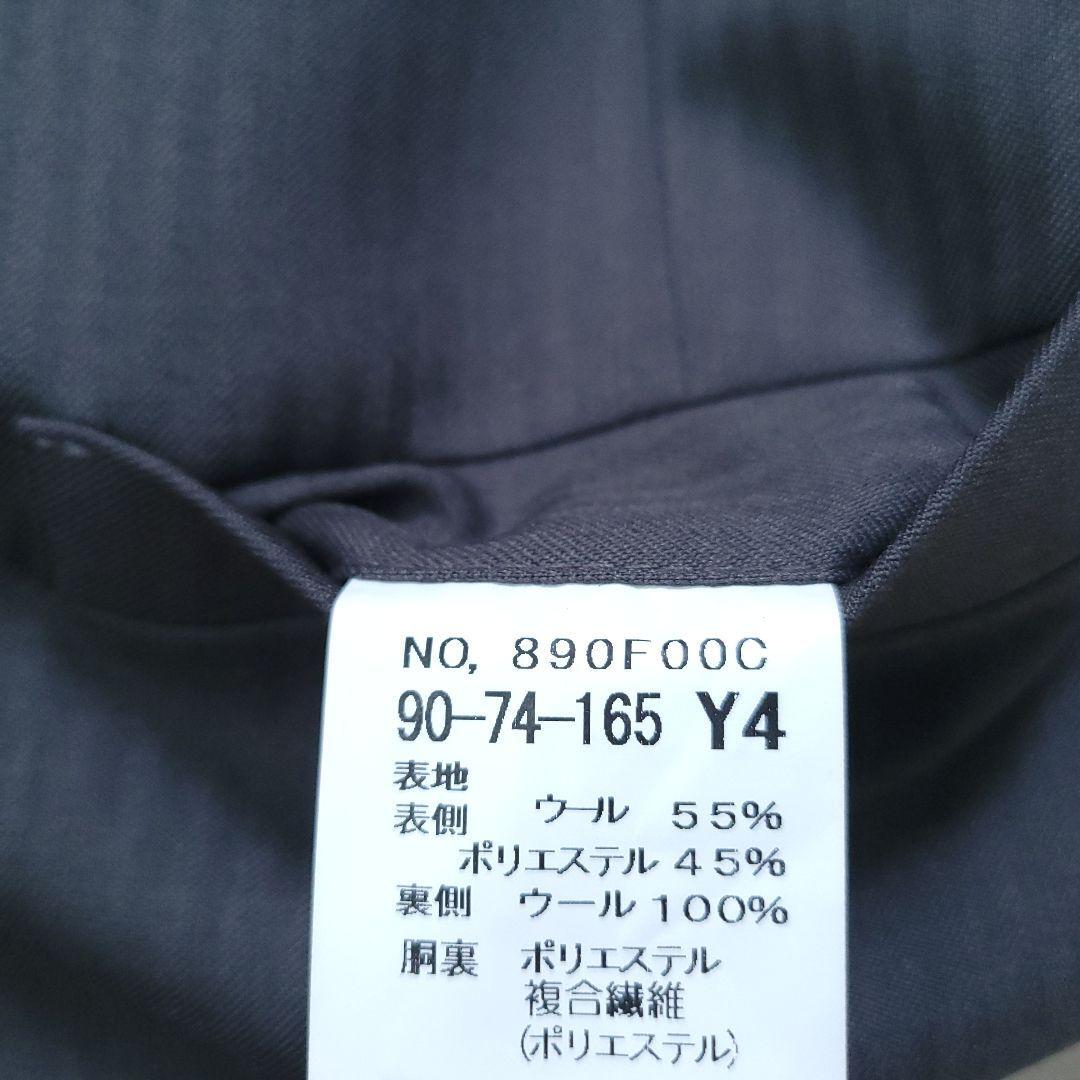 NO, 890F00C
90-74-165 Y4
表地
表側 ウール 55%
ポリエステル 45%
裏側 ウール 100%
胴裏 ポリエステル
複合繊維
(ポリエステル)